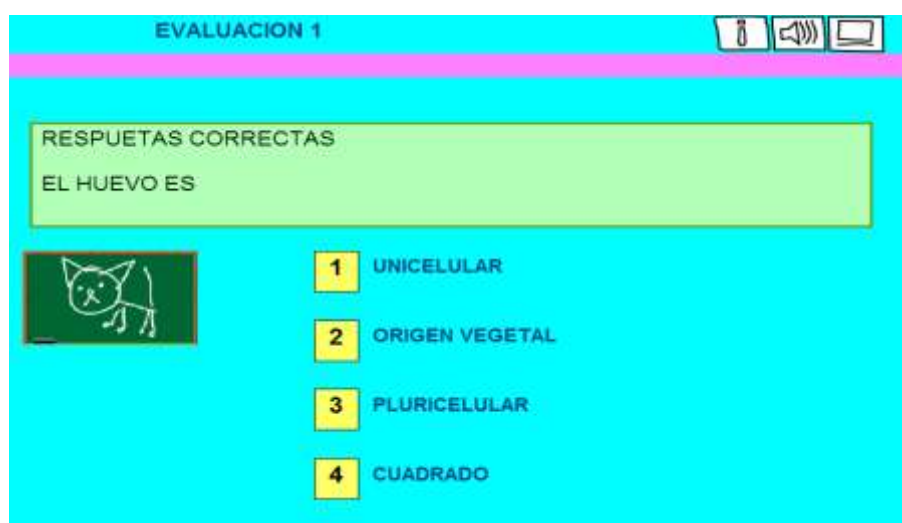 EVALUACION 1
RESPUETAS CORRECTAS
EL HUEVO ES
1 UNICELULAR
2 ORIGEN VEGETAL
3 PLURICELULAR
4 CUADRADO